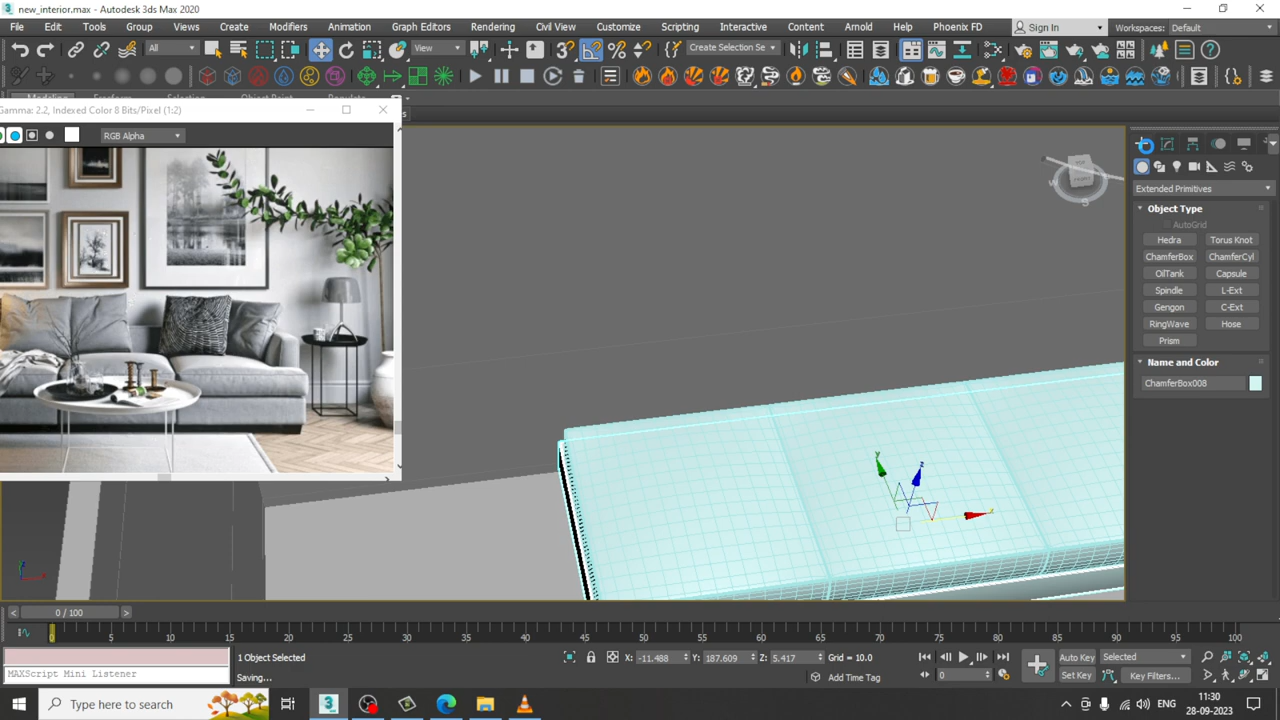 new_interior.max - Autodesk 3ds Max 2020
File Edit Tools Group Views Create Modifiers Animation Graph Editors Rendering Civil View Customize Scripting Interactive Content Arnold Help Phoenix FD Sign In Workspaces: Default
All View Create Selection Se
Gamma: 2.2, Indexed Color 8 Bits/Pixel (1:2)
RGB Alpha
Extended Primitives
Object Type
AutoGrid
Hedra Torus Knot
ChamferBox ChamferCyl
OilTank Capsule
Spindle L-Ext
Gengon C-Ext
RingWave Hose
Prism
Name and Color
ChamferBox008
0 / 100
0 5 10 15 20 25 30 35 40 45 50 55 60 65 70 75 80 85 90 95 100
1 Object Selected X: -11.488 Y: 187.609 Z: 5.417 Grid = 10.0 Auto Key Selected
MAXScript Mini Listener Saving... Add Time Tag 0 Set Key Key Filters...
Type here to search ENG 11:30
28-09-2023